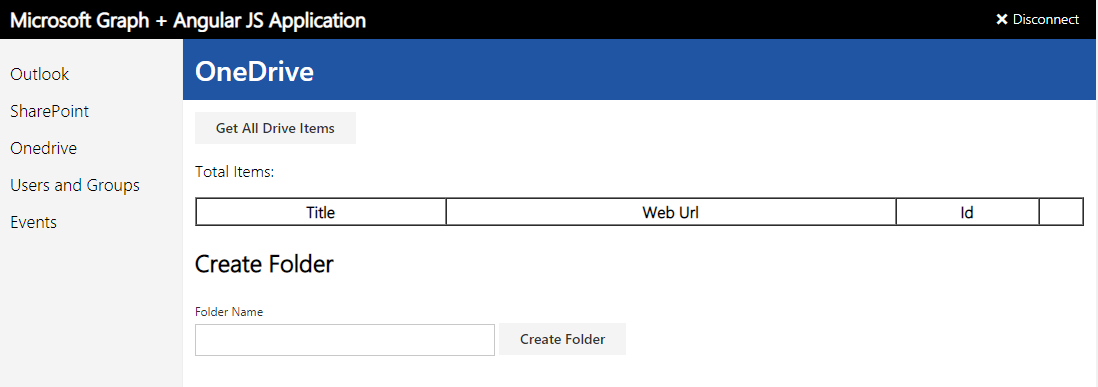 Microsoft Graph + Angular JS Application
✕ Disconnect
Outlook
SharePoint
Onedrive
Users and Groups
Events
OneDrive
Get All Drive Items
Total Items:
Title Web Url Id
Create Folder
Folder Name
Create Folder